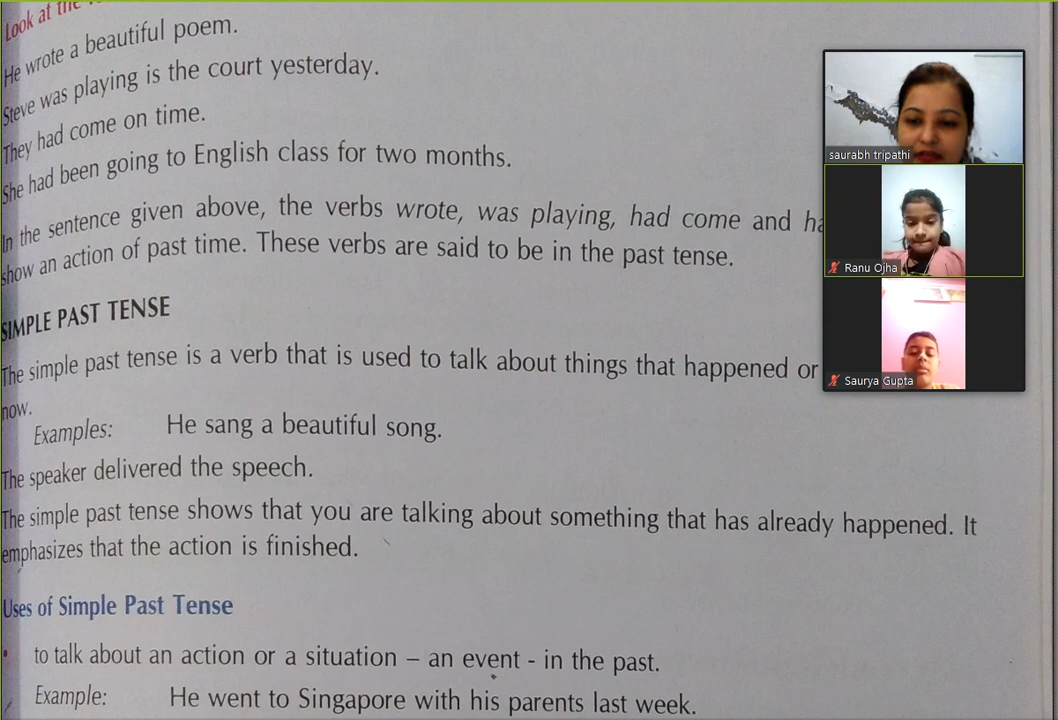 Look at the
He wrote a beautiful poem.
Steve was playing is the court yesterday.
They had come on time.
She had been going to English class for two months.
In the sentence given above, the verbs wrote, was playing, had come and
show an action of past time. These verbs are said to be in the past tense.
SIMPLE PAST TENSE
The simple past tense is a verb that is used to talk about things that happened or
now.
Examples: He sang a beautiful song.
The speaker delivered the speech.
The simple past tense shows that you are talking about something that has already happened. It
emphasizes that the action is finished.
Uses of Simple Past Tense
• to talk about an action or a situation – an event - in the past.
Example: He went to Singapore with his parents last week.
saurabh tripathi
Ranu Ojha
Saurya Gupta